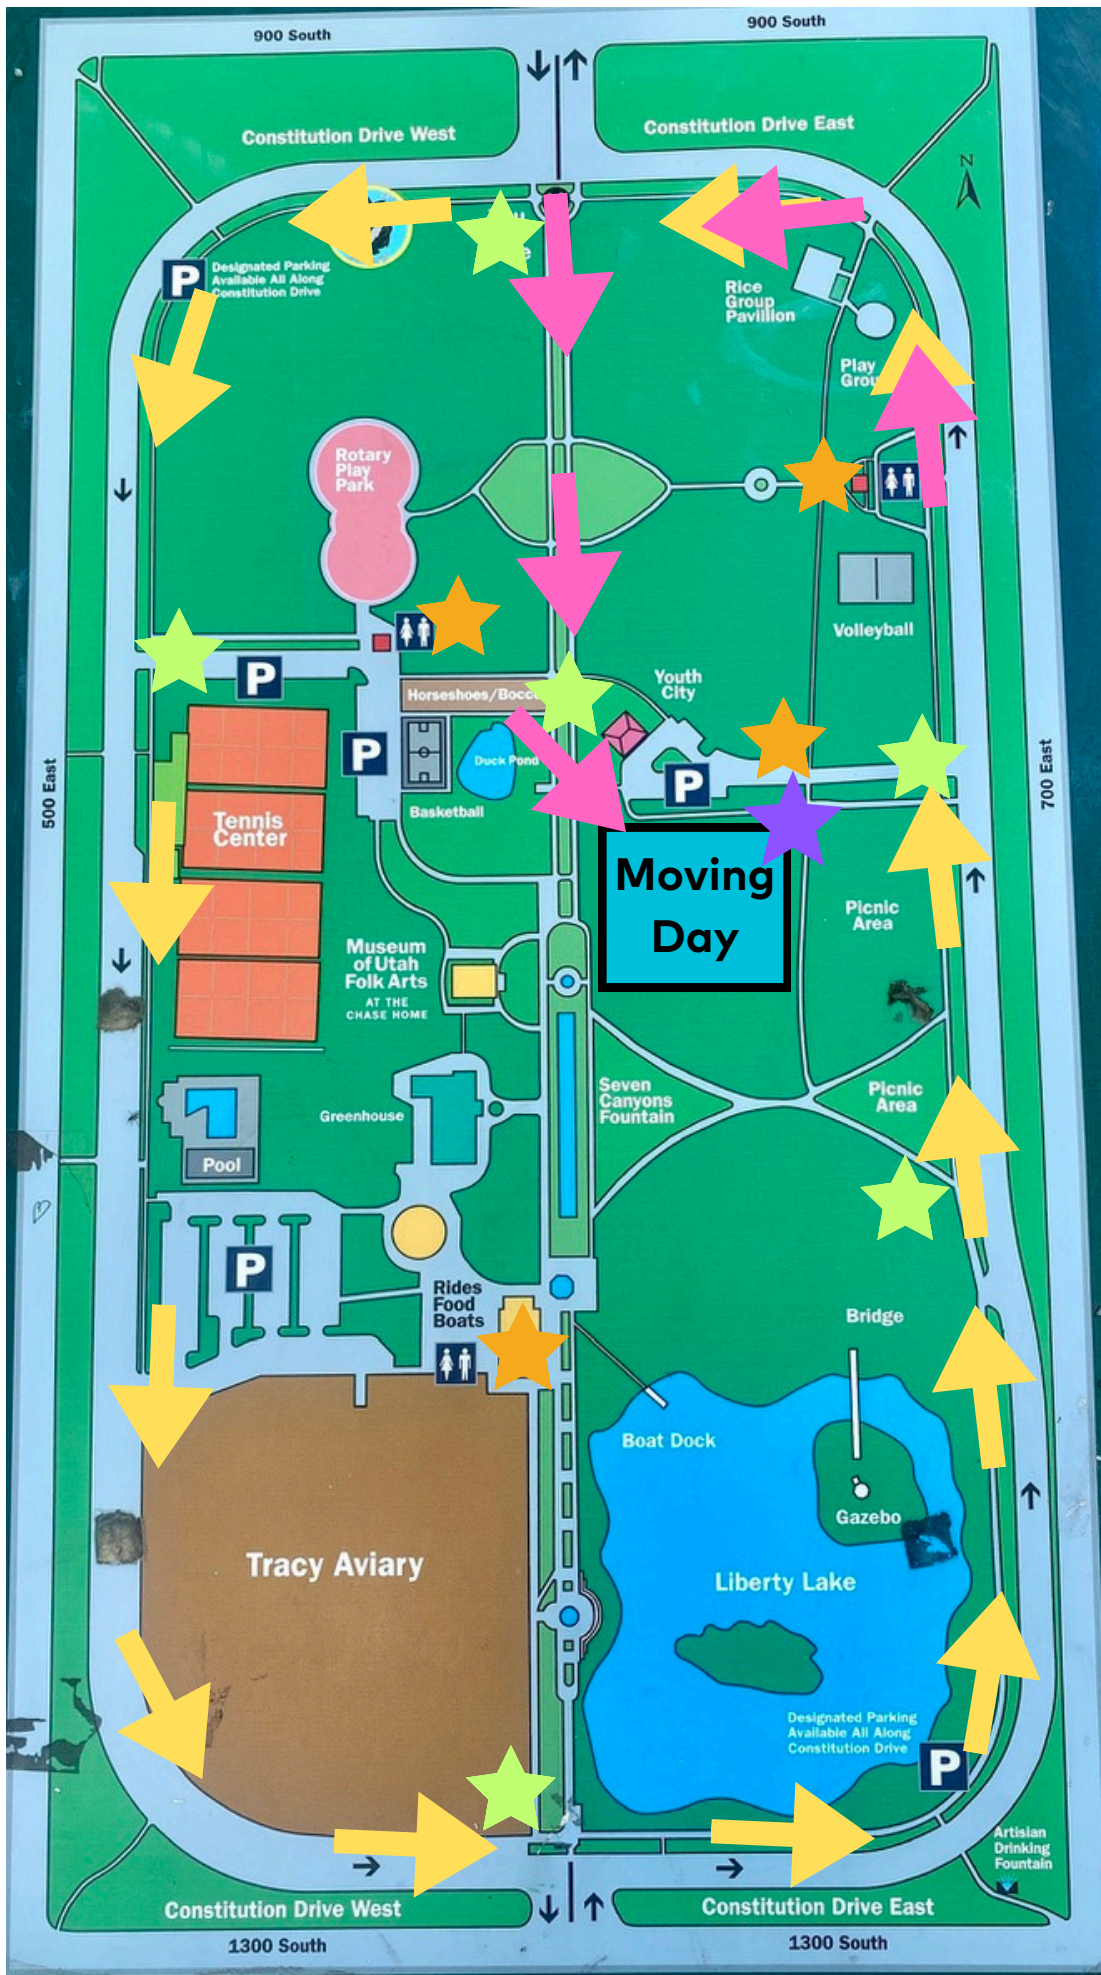 900 South
900 South
Constitution Drive West
Constitution Drive East
N
P
Designated Parking
Available All Along
Constitution Drive
Rice
Group
Pavillion
Play
Rotary
Play
Park
Volleyball
P
Horseshoes/Bocce
Youth
City
P
Duck Pond
P
500 East
700 East
Basketball
Tennis
Center
Moving
Day
Picnic
Area
Museum
of Utah
Folk Arts
AT THE
CHASE HOME
Greenhouse
Seven
Canyons
Fountain
Picnic
Area
Pool
P
Rides
Food
Boats
Bridge
Boat Dock
Gazebo
Tracy Aviary
Liberty Lake
Designated Parking
Available All Along
Constitution Drive
P
Artisian
Drinking
Fountain
Constitution Drive West
Constitution Drive East
1300 South
1300 South